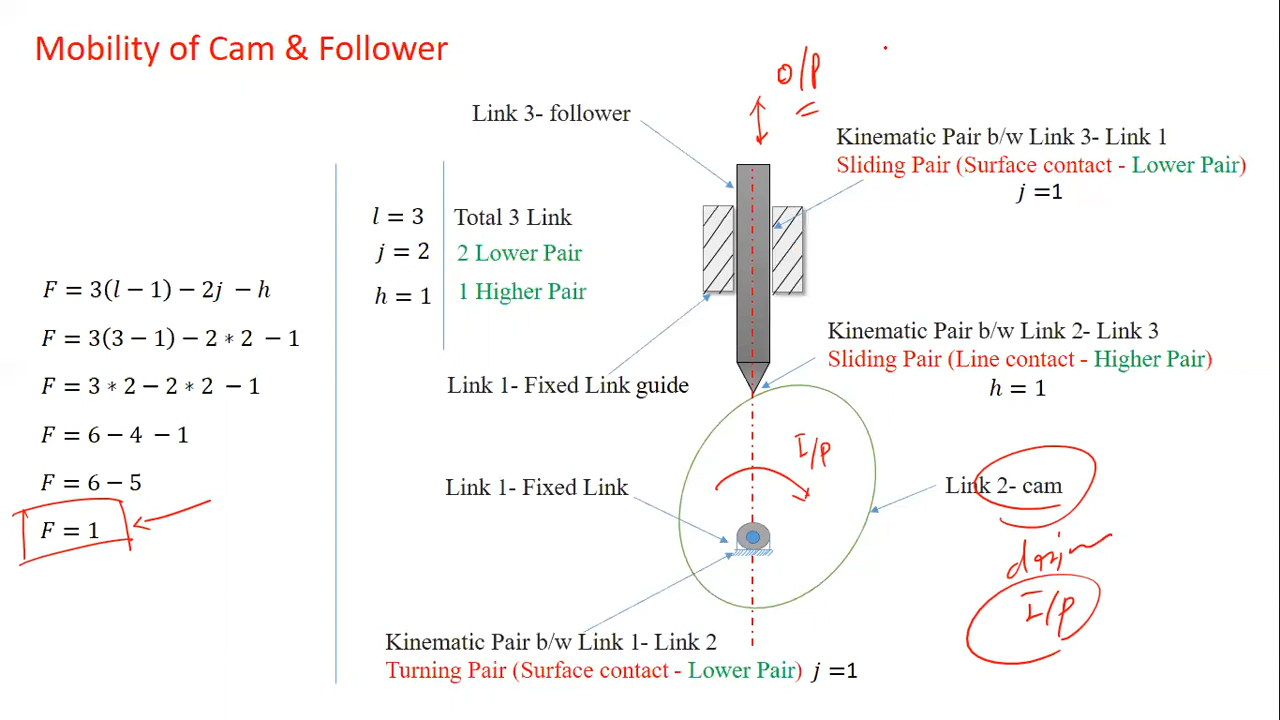 Mobility of Cam & Follower
O/P
Link 3- follower
Kinematic Pair b/w Link 3- Link 1
Sliding Pair (Surface contact - Lower Pair)
j =1
l = 3 Total 3 Link
j = 2 2 Lower Pair
h = 1 1 Higher Pair
F = 3(l − 1) − 2j − h
F = 3(3 − 1) − 2 ∗ 2 − 1
F = 3 ∗ 2 − 2 ∗ 2 − 1
F = 6 − 4 − 1
F = 6 − 5
F = 1
Kinematic Pair b/w Link 2- Link 3
Sliding Pair (Line contact - Higher Pair)
h = 1
Link 1- Fixed Link guide
I/P
Link 1- Fixed Link
Link 2- cam
I/P
Kinematic Pair b/w Link 1- Link 2
Turning Pair (Surface contact - Lower Pair) j =1